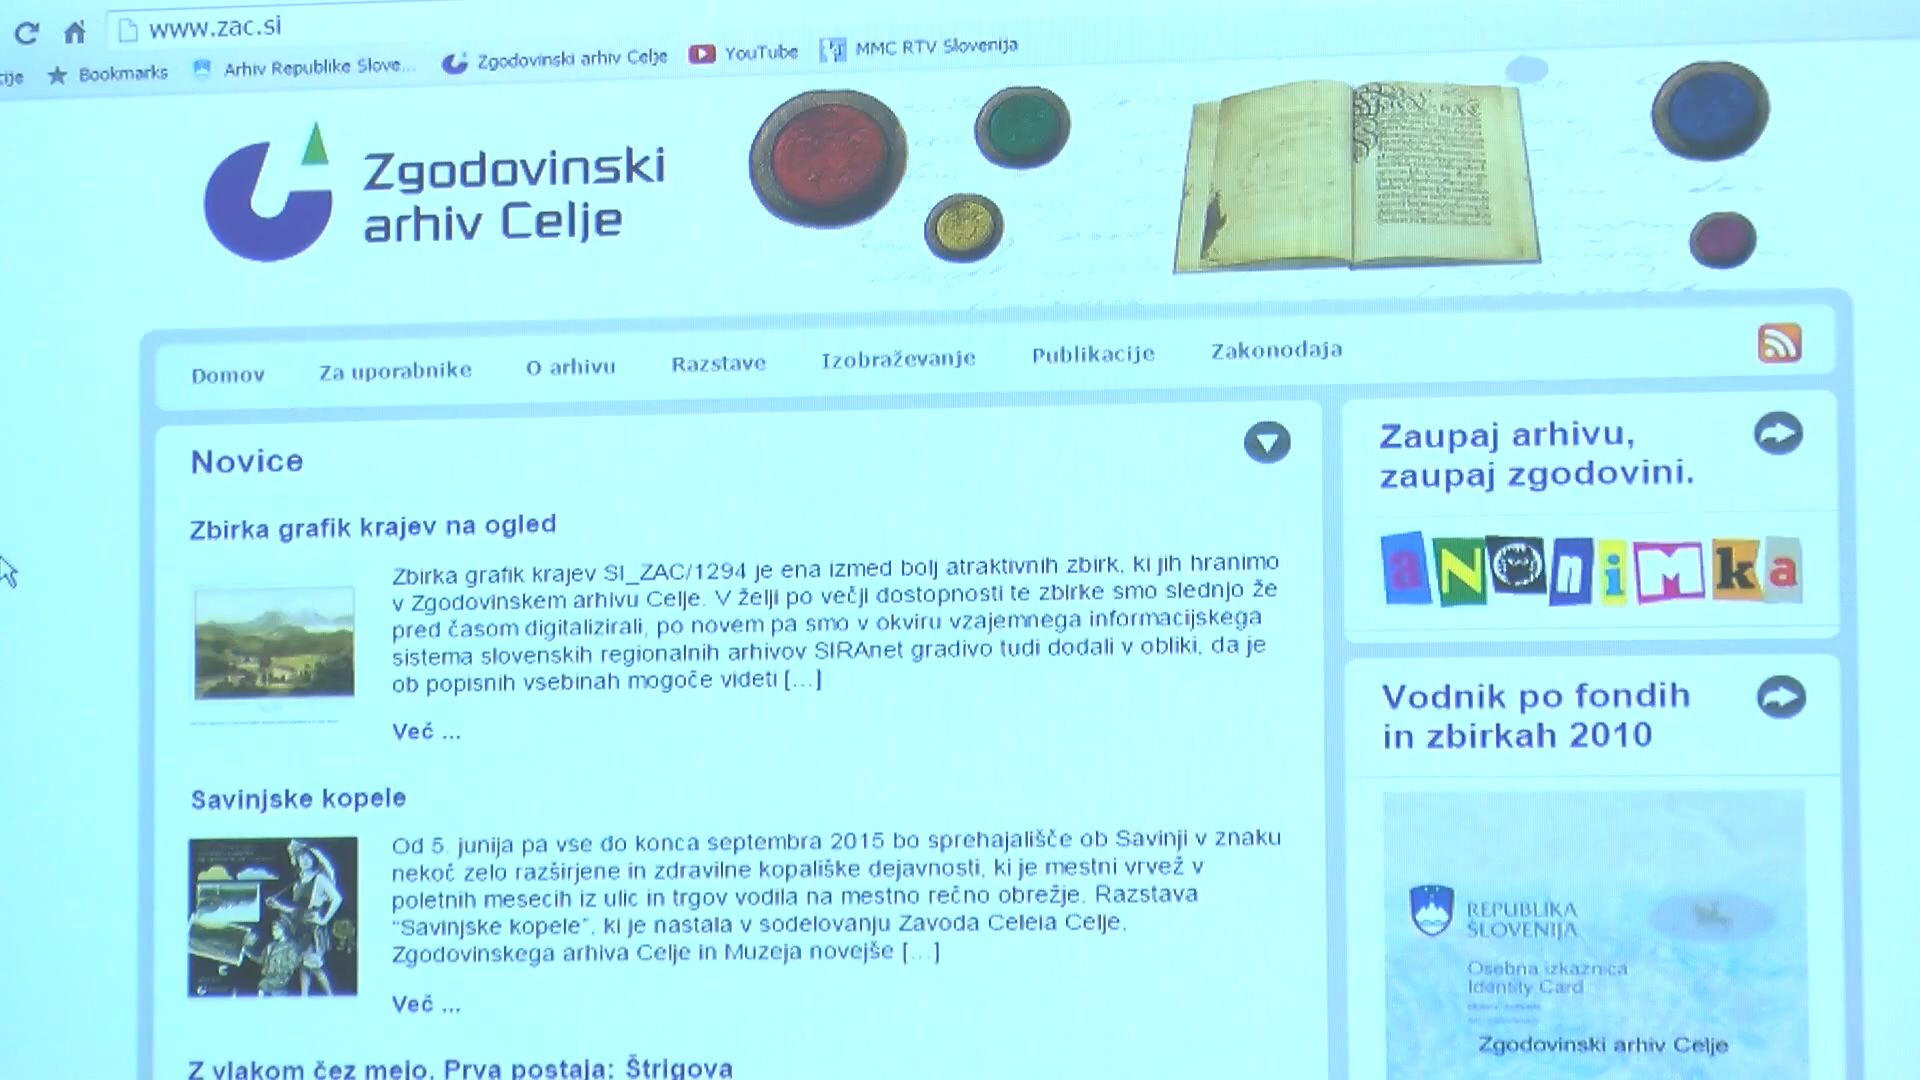 www.zac.si
Bookmarks
Arhiv Republike Slove...
Zgodovinski arhiv Celje
YouTube
MMC RTV Slovenija
Zgodovinski
arhiv Celje
Domov
Za uporabnike
O arhivu
Razstave
Izobraževanje
Publikacije
Zakonodaja
Novice
Zbirka grafik krajev na ogled
Zbirka grafik krajev SI_ZAC/1294 je ena izmed bolj atraktivnih zbirk, ki jih hranimo
v Zgodovinskem arhivu Celje. V želji po večji dostopnosti te zbirke smo slednjo že
pred časom digitalizirali, po novem pa smo v okviru vzajemnega informacijskega
sistema slovenskih regionalnih arhivov SIRAnet gradivo tudi dodali v obliki, da je
ob popisnih vsebinah mogoče videti [...]
Več ...
Savinjske kopele
Od 5. junija pa vse do konca septembra 2015 bo sprehajališče ob Savinji v znaku
nekoč zelo razširjene in zdravilne kopališke dejavnosti, ki je mestni vrvež v
poletnih mesecih iz ulic in trgov vodila na mestno rečno obrežje. Razstava
“Savinjske kopele”, ki je nastala v sodelovanju Zavoda Celeia Celje,
Zgodovinskega arhiva Celje in Muzeja novejše [...]
Več ...
Z vlakom čez mejo. Prva postaja: Štrigova
Zaupaj arhivu,
zaupaj zgodovini.
aNOniMka
Vodnik po fondih
in zbirkah 2010
REPUBLIKA
SLOVENIJA
Osebna izkaznica
Identity Card
Zgodovinski arhiv Celje